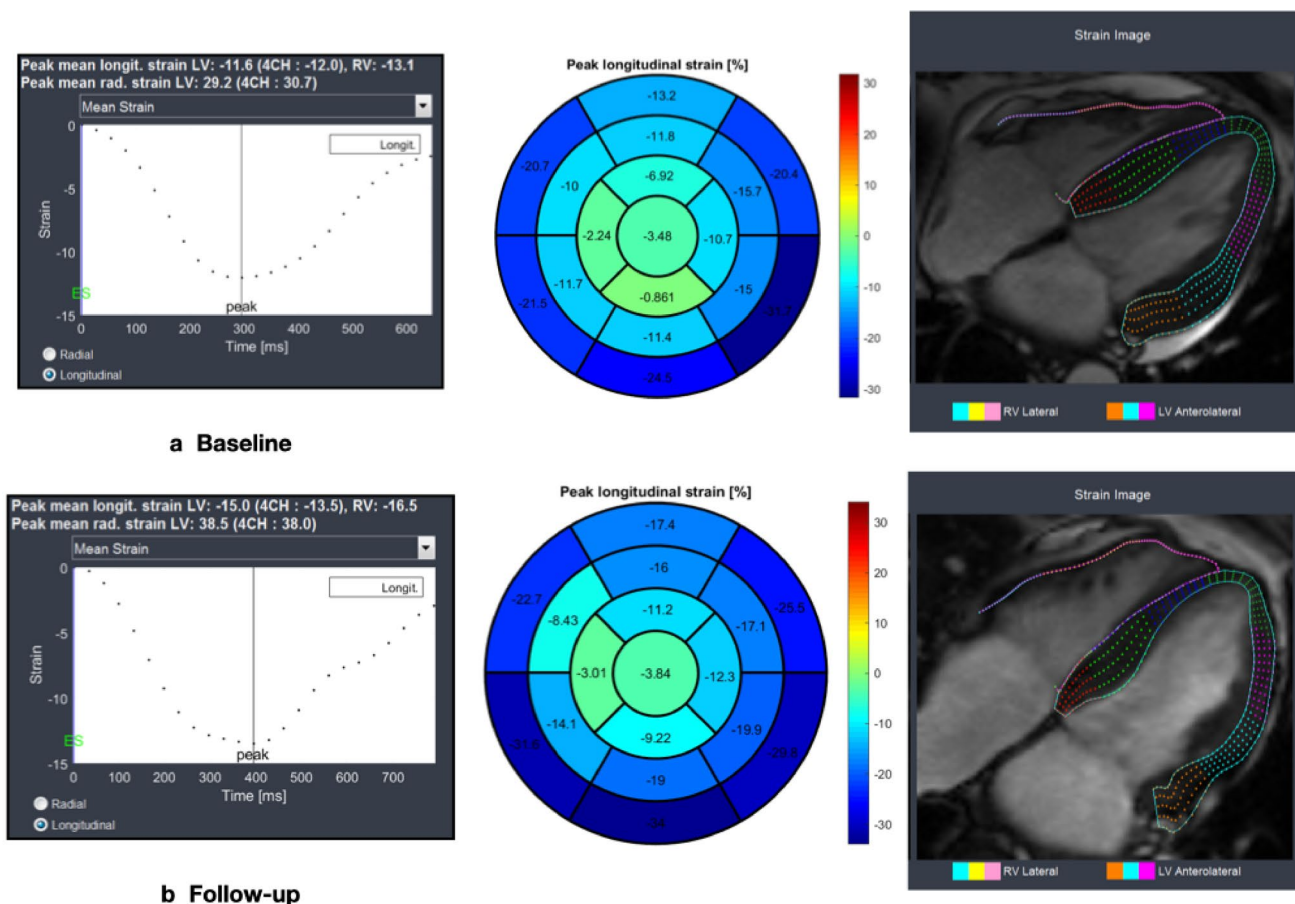 Peak mean longit. strain LV: -11.6 (4CH : -12.0), RV: -13.1
Peak mean rad. strain LV: 29.2 (4CH : 30.7)
Mean Strain
Longit.
0
-5
-10
-15
Strain
ES
peak
0 100 200 300 400 500 600
Time [ms]
Radial
Longitudinal
Peak longitudinal strain [%]
-13.2
-20.7
-11.8
-20.4
-10
-6.92
-15.7
-2.24
-3.48
-10.7
-11.7
-0.861
-15
-21.5
-11.4
-31.7
-24.5
30
20
10
0
-10
-20
-30
Strain Image
RV Lateral
LV Anterolateral
a Baseline
Peak mean longit. strain LV: -15.0 (4CH : -13.5), RV: -16.5
Peak mean rad. strain LV: 38.5 (4CH : 38.0)
Mean Strain
Longit.
0
-5
-10
-15
Strain
ES
peak
0 100 200 300 400 500 600 700
Time [ms]
Radial
Longitudinal
Peak longitudinal strain [%]
-17.4
-22.7
-16
-25.5
-8.43
-11.2
-17.1
-3.01
-3.84
-12.3
-14.1
-9.22
-19.9
-19
-34
30
20
10
0
-10
-20
-30
Strain Image
RV Lateral
LV Anterolateral
b Follow-up